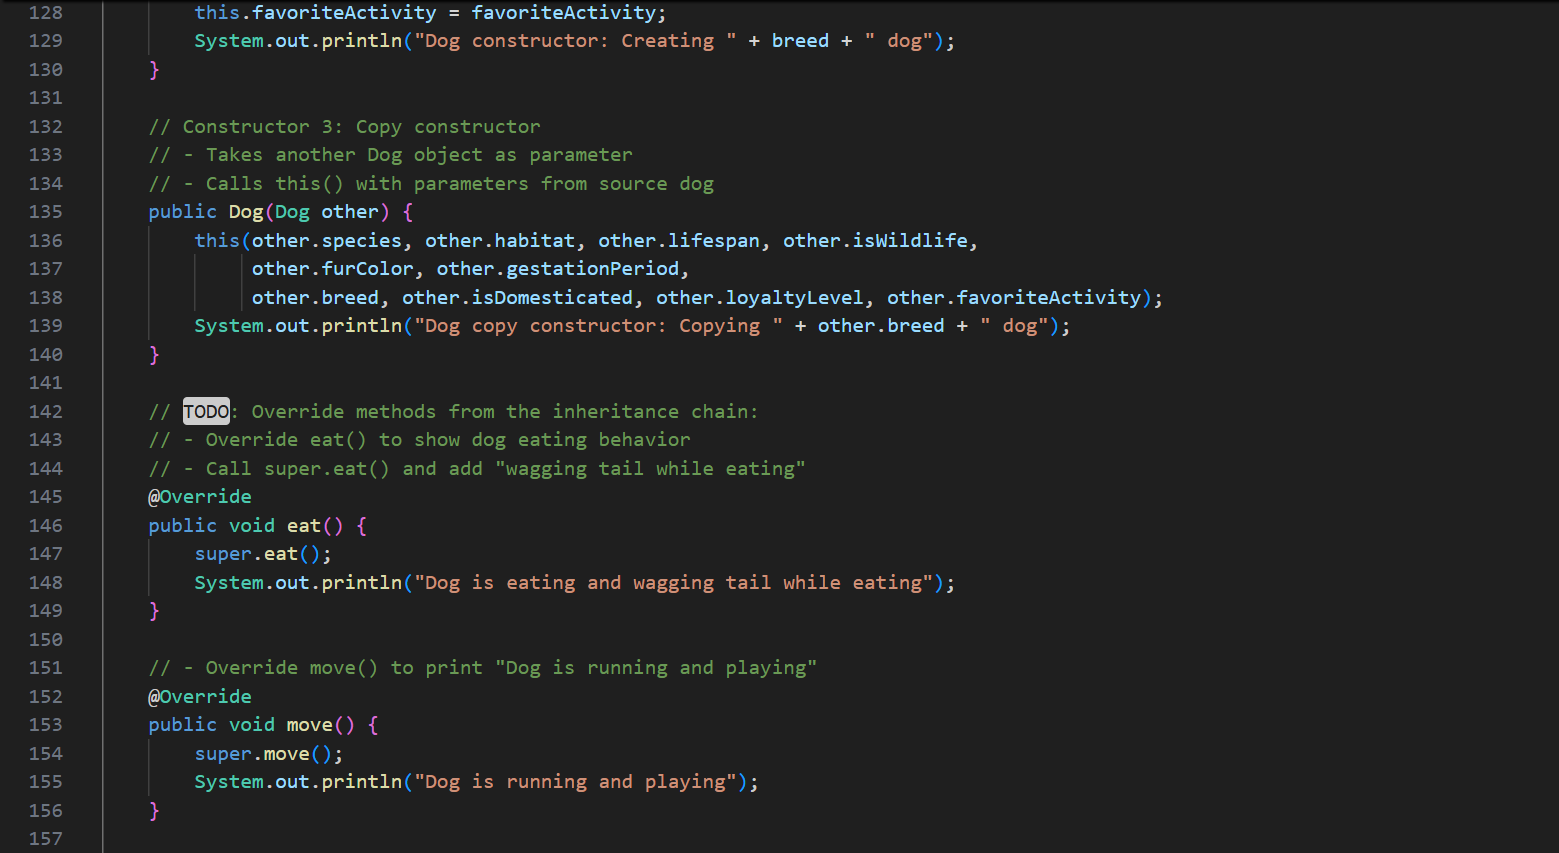 128 this.favoriteActivity = favoriteActivity;
129 System.out.println("Dog constructor: Creating " + breed + " dog");
130 }
131
132 // Constructor 3: Copy constructor
133 // - Takes another Dog object as parameter
134 // - Calls this() with parameters from source dog
135 public Dog(Dog other) {
136 this(other.species, other.habitat, other.lifespan, other.isWildlife,
137 other.furColor, other.gestationPeriod,
138 other.breed, other.isDomesticated, other.loyaltyLevel, other.favoriteActivity);
139 System.out.println("Dog copy constructor: Copying " + other.breed + " dog");
140 }
141
142 // TODO: Override methods from the inheritance chain:
143 // - Override eat() to show dog eating behavior
144 // - Call super.eat() and add "wagging tail while eating"
145 @Override
146 public void eat() {
147 super.eat();
148 System.out.println("Dog is eating and wagging tail while eating");
149 }
150
151 // - Override move() to print "Dog is running and playing"
152 @Override
153 public void move() {
154 super.move();
155 System.out.println("Dog is running and playing");
156 }
157